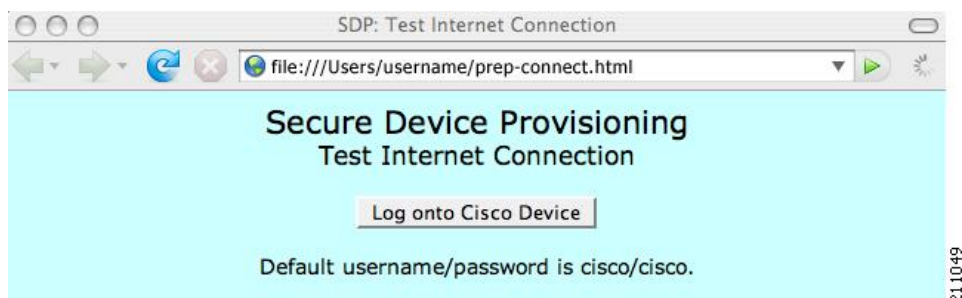 SDP: Test Internet Connection
file:///Users/username/prep-connect.html
Secure Device Provisioning
Test Internet Connection
Log onto Cisco Device
Default username/password is cisco/cisco.
211049